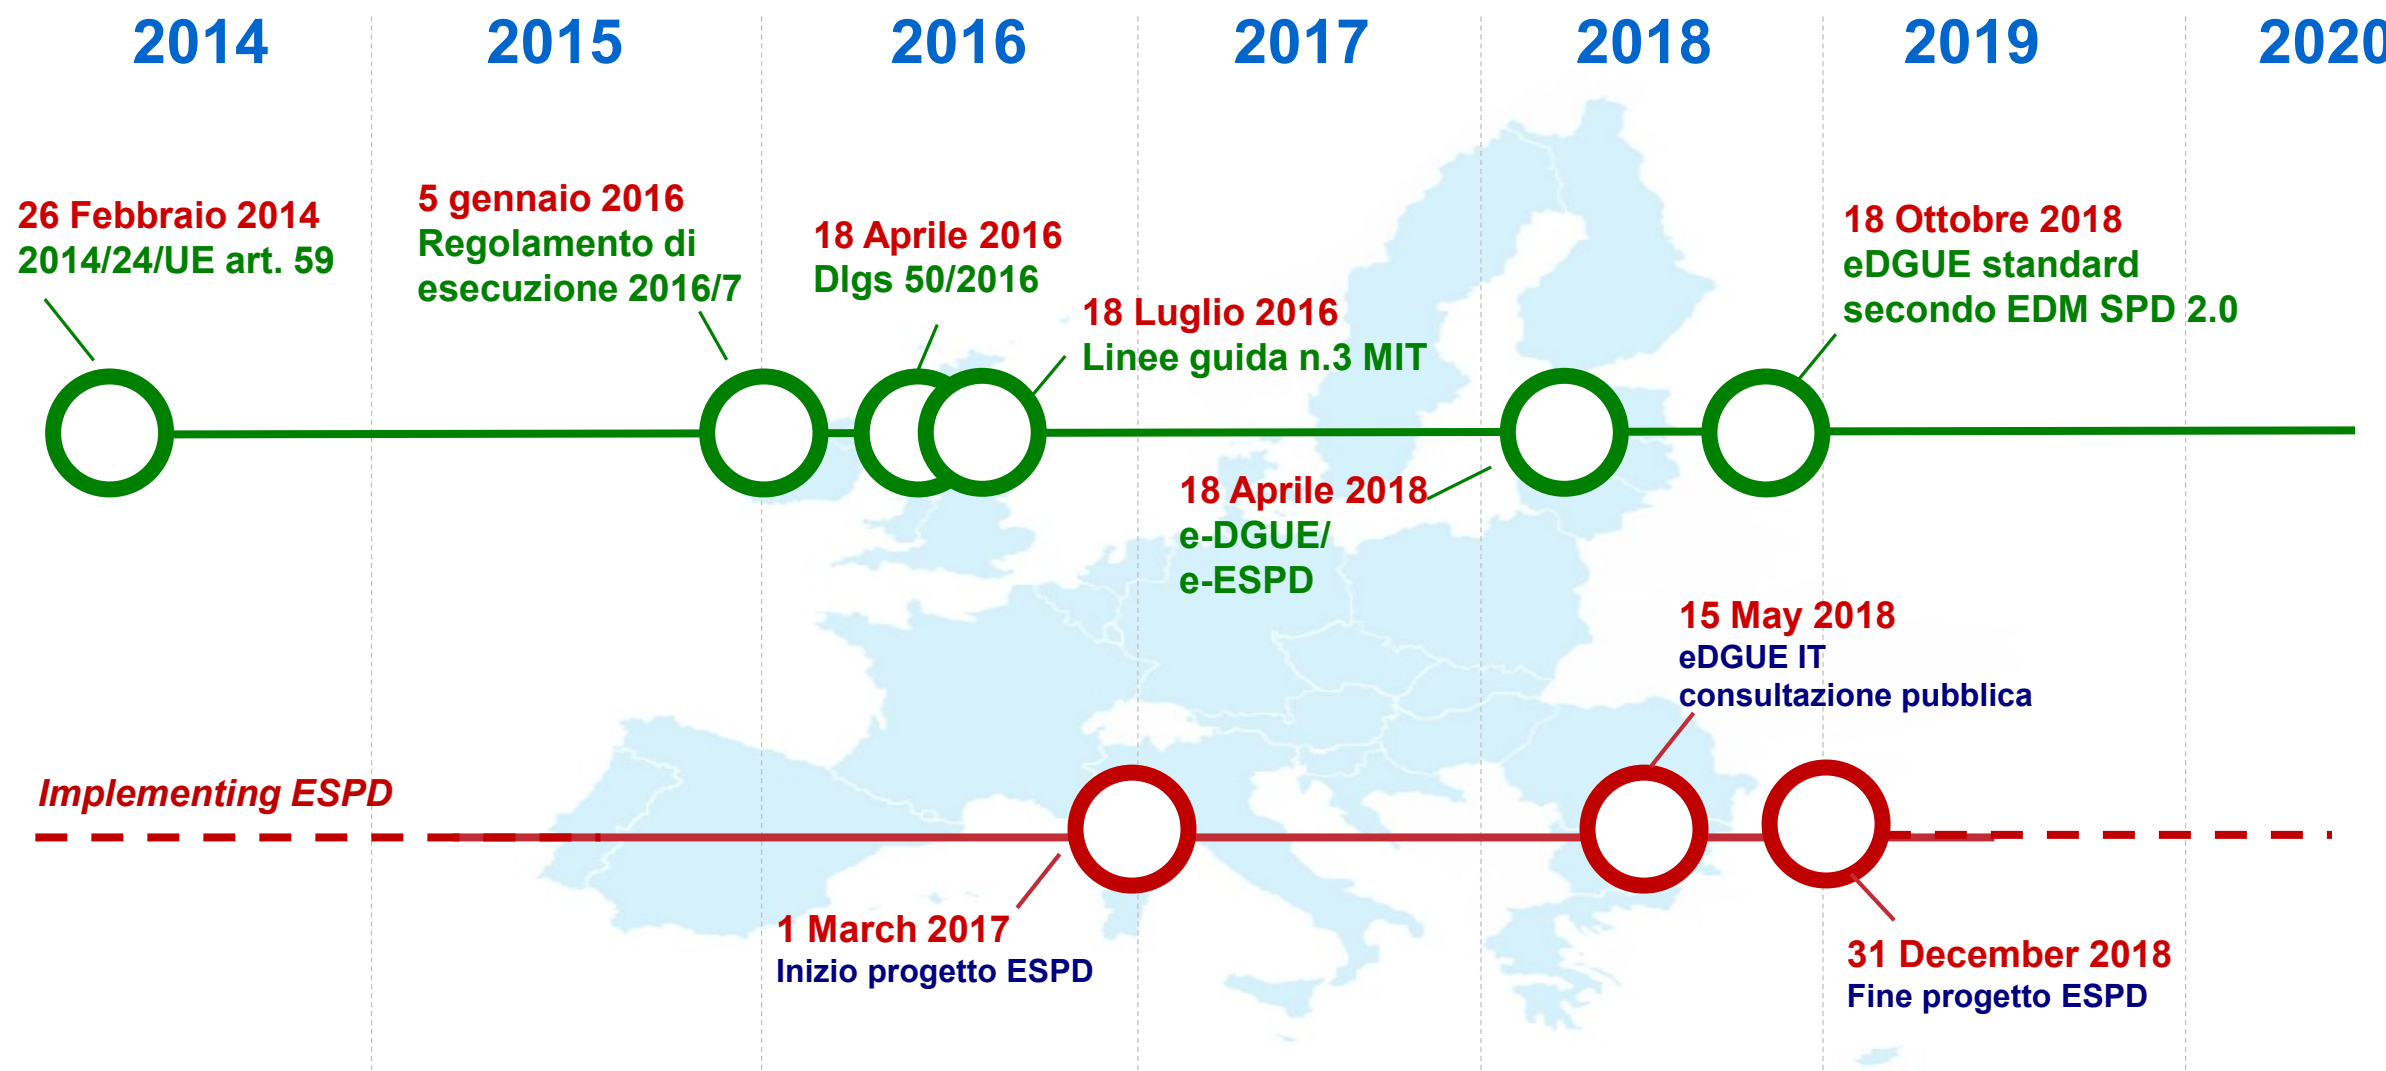 2014 2015 2016 2017 2018 2019 2020
26 Febbraio 2014
2014/24/UE art. 59
5 gennaio 2016
Regolamento di
esecuzione 2016/7
18 Aprile 2016
Dlgs 50/2016
18 Luglio 2016
Linee guida n.3 MIT
18 Ottobre 2018
eDGUE standard
secondo EDM SPD 2.0
18 Aprile 2018
e-DGUE/
e-ESPD
15 May 2018
eDGUE IT
consultazione pubblica
Implementing ESPD
1 March 2017
Inizio progetto ESPD
31 December 2018
Fine progetto ESPD